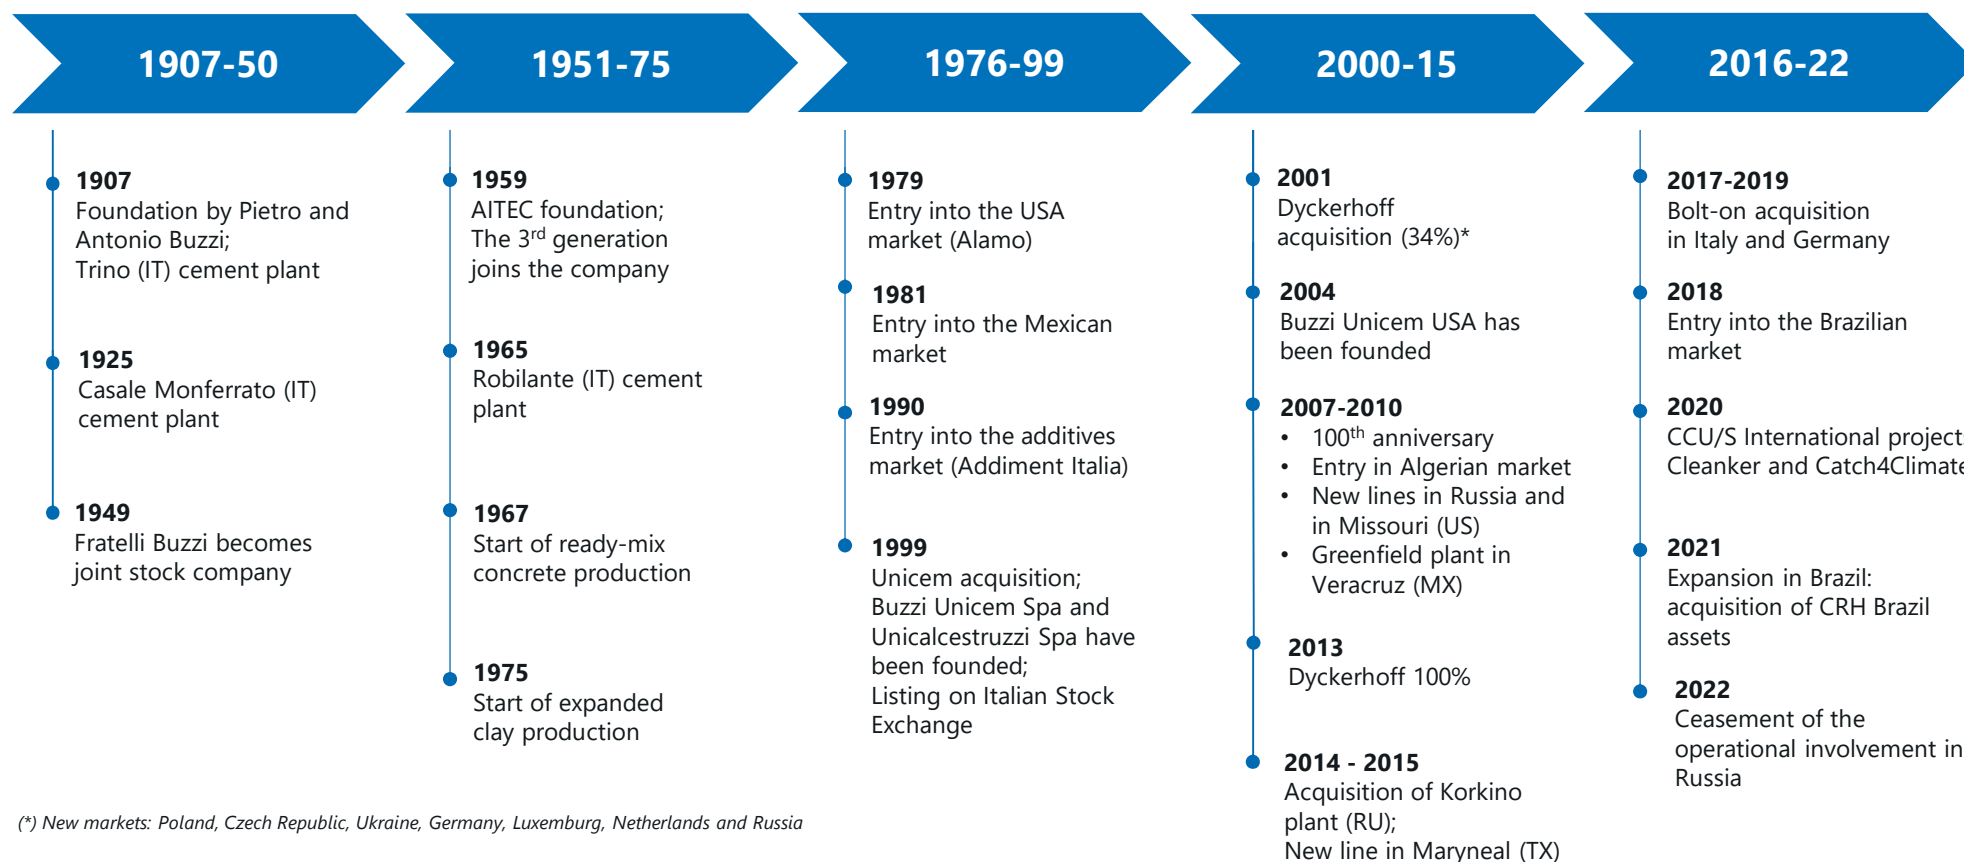 1907-50
1907
Foundation by Pietro and
Antonio Buzzi;
Trino (IT) cement plant
1925
Casale Monferrato (IT)
cement plant
1949
Fratelli Buzzi becomes
joint stock company
1951-75
1959
AITEC foundation;
The 3rd generation
joins the company
1965
Robilante (IT) cement
plant
1967
Start of ready-mix
concrete production
1975
Start of expanded
clay production
1976-99
1979
Entry into the USA
market (Alamo)
1981
Entry into the Mexican
market
1990
Entry into the additives
market (Addiment Italia)
1999
Unicem acquisition;
Buzzi Unicem Spa and
Unicalcestruzzi Spa have
been founded;
Listing on Italian Stock
Exchange
2000-15
2001
Dyckerhoff
acquisition (34%)*
2004
Buzzi Unicem USA has
been founded
2007-2010
• 100th anniversary
• Entry in Algerian market
• New lines in Russia and
in Missouri (US)
• Greenfield plant in
Veracruz (MX)
2013
Dyckerhoff 100%
2014 - 2015
Acquisition of Korkino
plant (RU);
New line in Maryneal (TX)
2016-22
2017-2019
Bolt-on acquisition
in Italy and Germany
2018
Entry into the Brazilian
market
2020
CCU/S International projects
Cleanker and Catch4Climate
2021
Expansion in Brazil:
acquisition of CRH Brazil
assets
2022
Ceasement of the
operational involvement in
Russia
(*) New markets: Poland, Czech Republic, Ukraine, Germany, Luxemburg, Netherlands and Russia